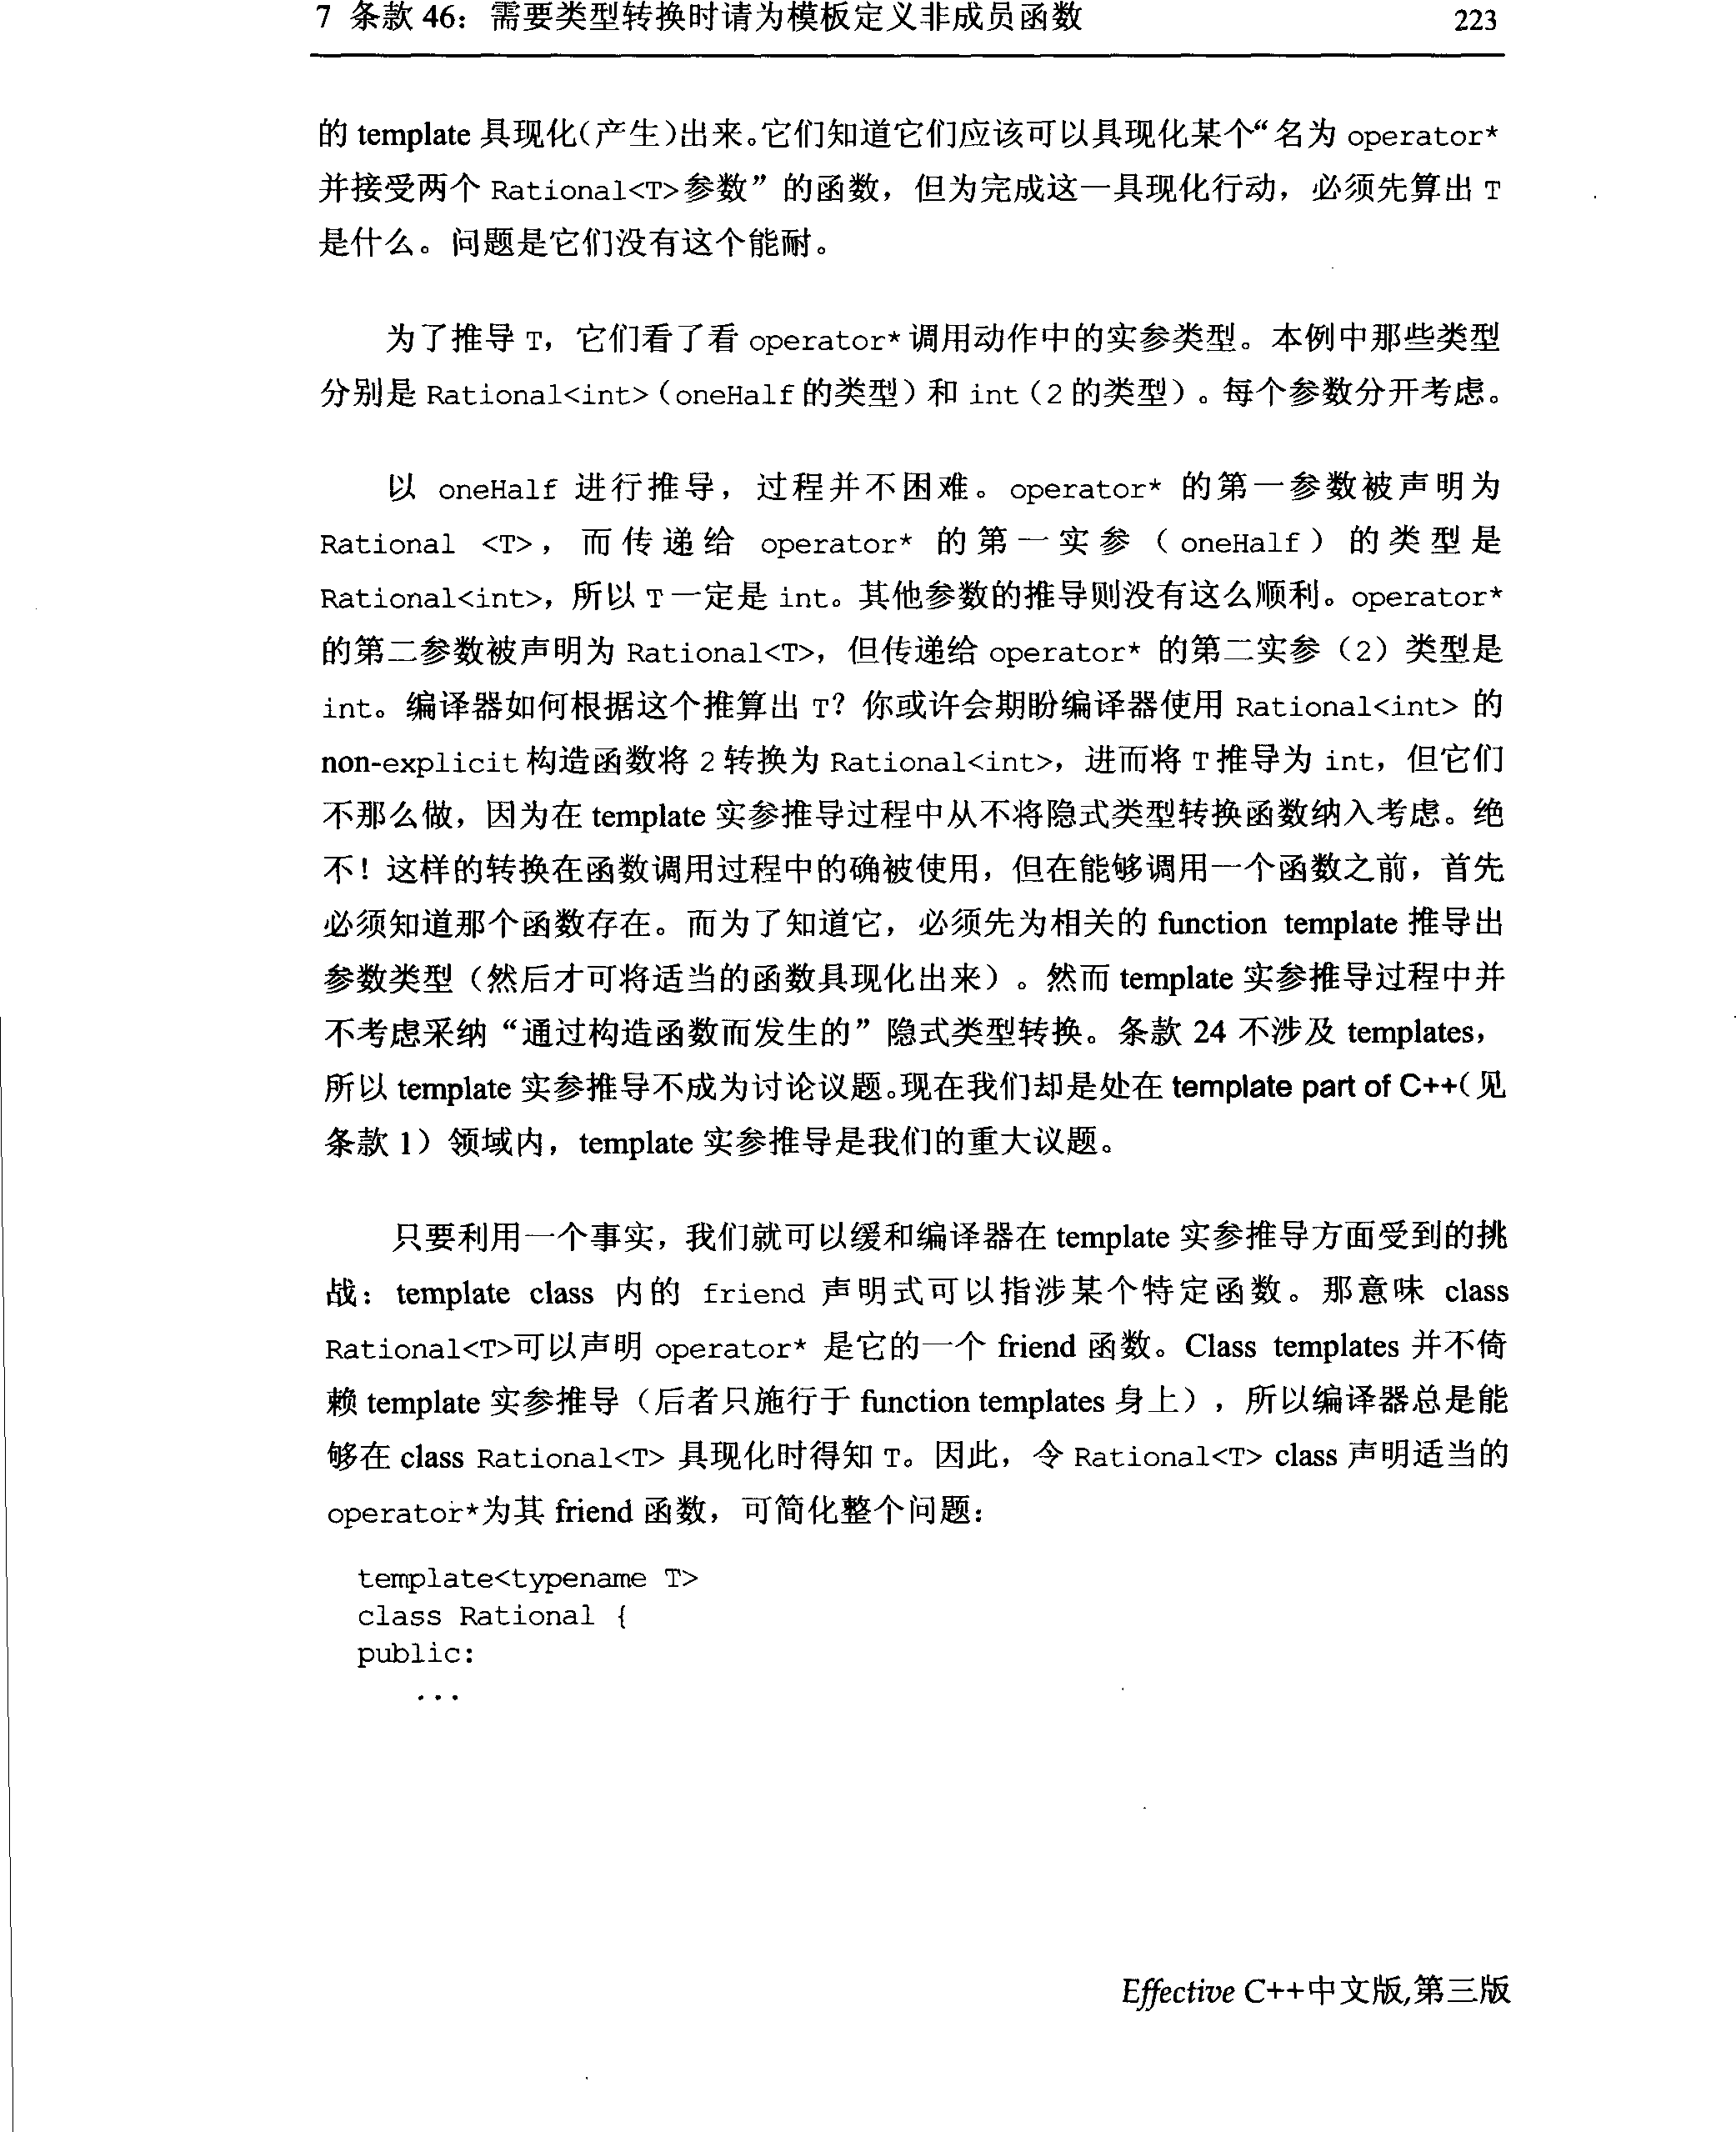 7 条款 46：需要类型转换时请为模板定义非成员函数
223
的 template 具现化(产生)出来。它们知道它们应该可以具现化某个“名为 operator*
并接受两个 Rational<T>参数”的函数，但为完成这一具现化行动，必须先算出 T
是什么。问题是它们没有这个能耐。
为了推导 T，它们看了看 operator*调用动作中的实参类型。本例中那些类型
分别是 Rational<int>（oneHalf 的类型）和 int（2 的类型）。每个参数分开考虑。
以 oneHalf 进行推导，过程并不困难。operator* 的第一参数被声明为
Rational <T>，而传递给 operator* 的第一实参（oneHalf）的类型是
Rational<int>，所以 T 一定是 int。其他参数的推导则没有这么顺利。operator*
的第二参数被声明为 Rational<T>，但传递给 operator* 的第二实参（2）类型是
int。编译器如何根据这个推算出 T？你或许会期盼编译器使用 Rational<int> 的
non-explicit 构造函数将 2 转换为 Rational<int>，进而将 T 推导为 int，但它们
不那么做，因为在 template 实参推导过程中从不将隐式类型转换函数纳入考虑。绝
不！这样的转换在函数调用过程中的确被使用，但在能够调用一个函数之前，首先
必须知道那个函数存在。而为了知道它，必须先为相关的 function template 推导出
参数类型（然后才可将适当的函数具现化出来）。然而 template 实参推导过程中并
不考虑采纳“通过构造函数而发生的”隐式类型转换。条款 24 不涉及 templates，
所以 template 实参推导不成为讨论议题。现在我们却是处在 template part of C++(见
条款 1）领域内，template 实参推导是我们的重大议题。
只要利用一个事实，我们就可以缓和编译器在 template 实参推导方面受到的挑
战：template class 内的 friend 声明式可以指涉某个特定函数。那意味 class
Rational<T>可以声明 operator* 是它的一个 friend 函数。Class templates 并不倚
赖 template 实参推导（后者只施行于 function templates 身上），所以编译器总是能
够在 class Rational<T> 具现化时得知 T。因此，令 Rational<T> class 声明适当的
operator*为其 friend 函数，可简化整个问题：
template<typename T>
class Rational {
public:
...
Effective C++中文版,第三版